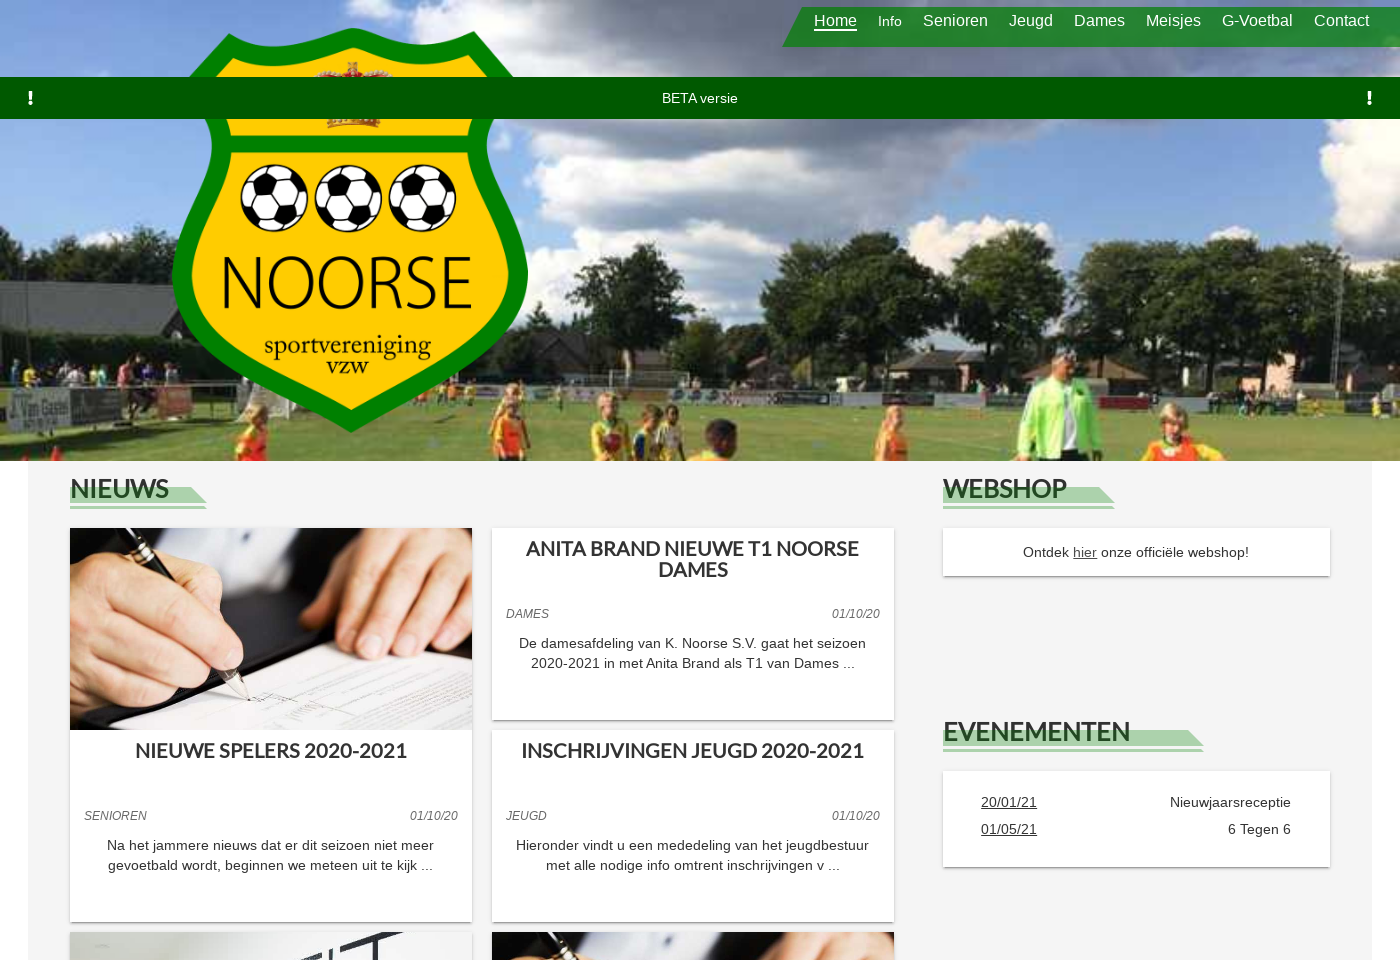 Home Info Senioren Jeugd Dames Meisjes G-Voetbal Contact
BETA versie
NOORSE
sportvereniging
vzw
NIEUWS
WEBSHOP
ANITA BRAND NIEUWE T1 NOORSE
DAMES
DAMES 01/10/20
De damesafdeling van K. Noorse S.V. gaat het seizoen
2020-2021 in met Anita Brand als T1 van Dames ...
Ontdek hier onze officiële webshop!
NIEUWE SPELERS 2020-2021
SENIOREN 01/10/20
Na het jammere nieuws dat er dit seizoen niet meer
gevoetbald wordt, beginnen we meteen uit te kijk ...
INSCHRIJVINGEN JEUGD 2020-2021
JEUGD 01/10/20
Hieronder vindt u een mededeling van het jeugdbestuur
met alle nodige info omtrent inschrijvingen v ...
EVENEMENTEN
20/01/21 Nieuwjaarsreceptie
01/05/21 6 Tegen 6